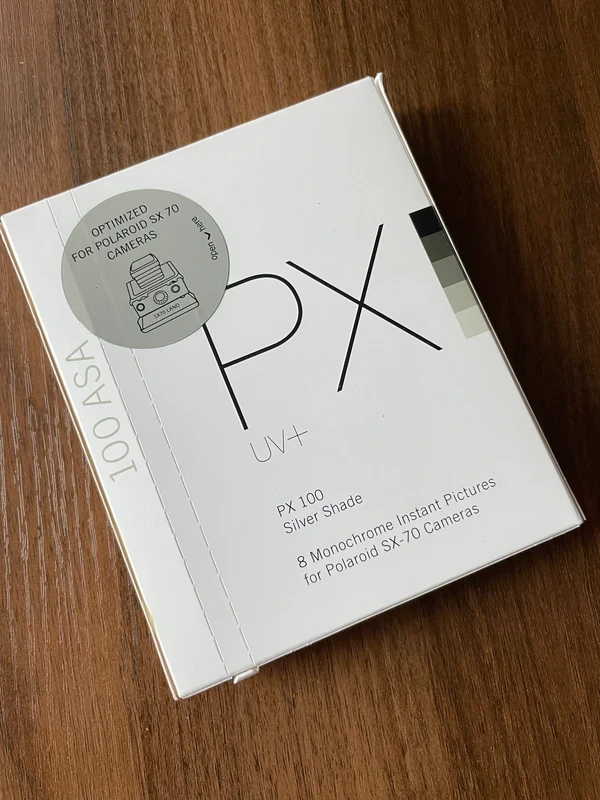 OPTIMIZED
FOR POLAROID SX 70
CAMERAS
open > here
SX70 LAND
100 ASA
PX
UV+
PX 100
Silver Shade
8 Monochrome Instant Pictures
for Polaroid SX-70 Cameras